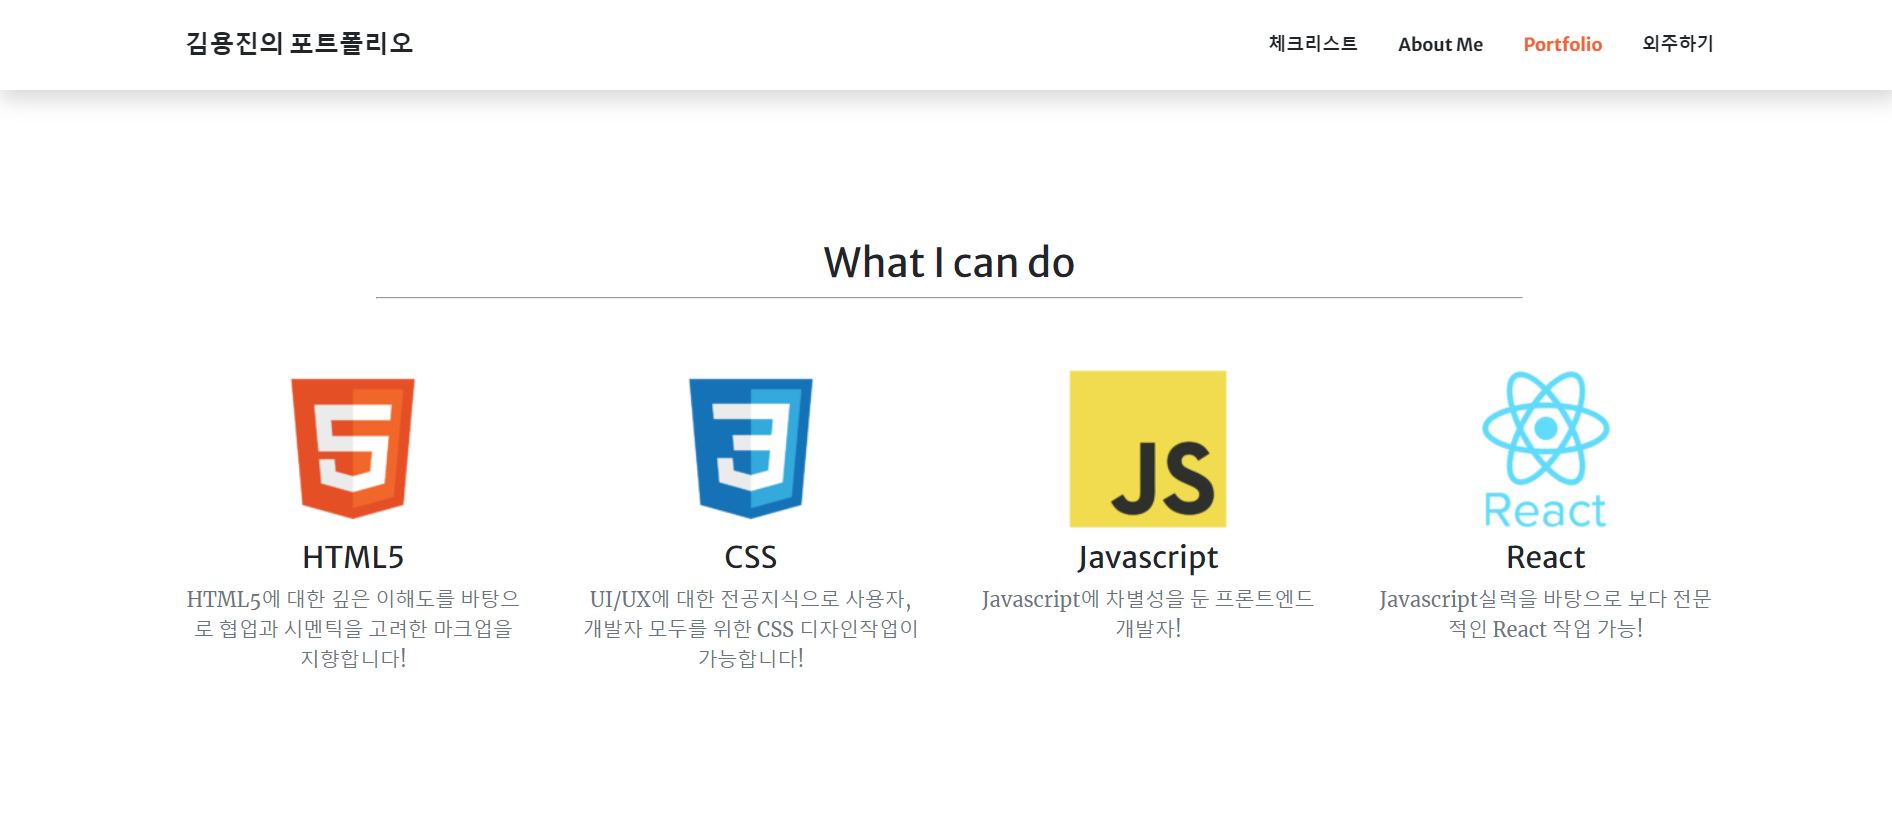 김용진의 포트폴리오
체크리스트 About Me Portfolio 외주하기
What I can do
5
3
JS
React
HTML5
HTML5에 대한 깊은 이해도를 바탕으
로 협업과 시멘틱을 고려한 마크업을
지향합니다!
CSS
UI/UX에 대한 전공지식으로 사용자,
개발자 모두를 위한 CSS 디자인작업이
가능합니다!
Javascript
Javascript에 차별성을 둔 프론트엔드
개발자!
React
Javascript실력을 바탕으로 보다 전문
적인 React 작업 가능!